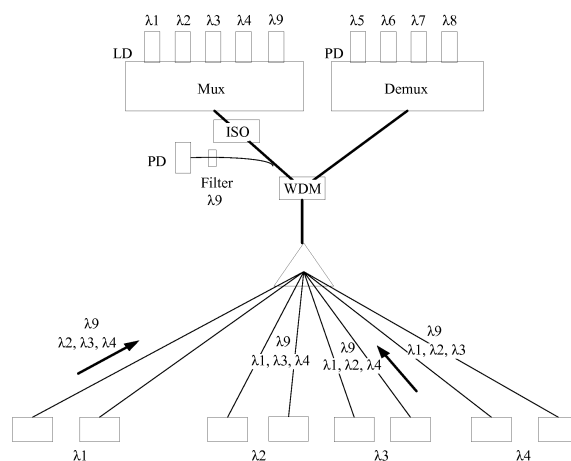 λ1 λ2 λ3 λ4 λ9 λ5 λ6 λ7 λ8
LD PD
Mux Demux
ISO
PD
Filter
λ9
WDM
λ9
λ2, λ3, λ4
λ9
λ1, λ3, λ4
λ9
λ1, λ2, λ4
λ9
λ1, λ2, λ3
λ1 λ2 λ3 λ4